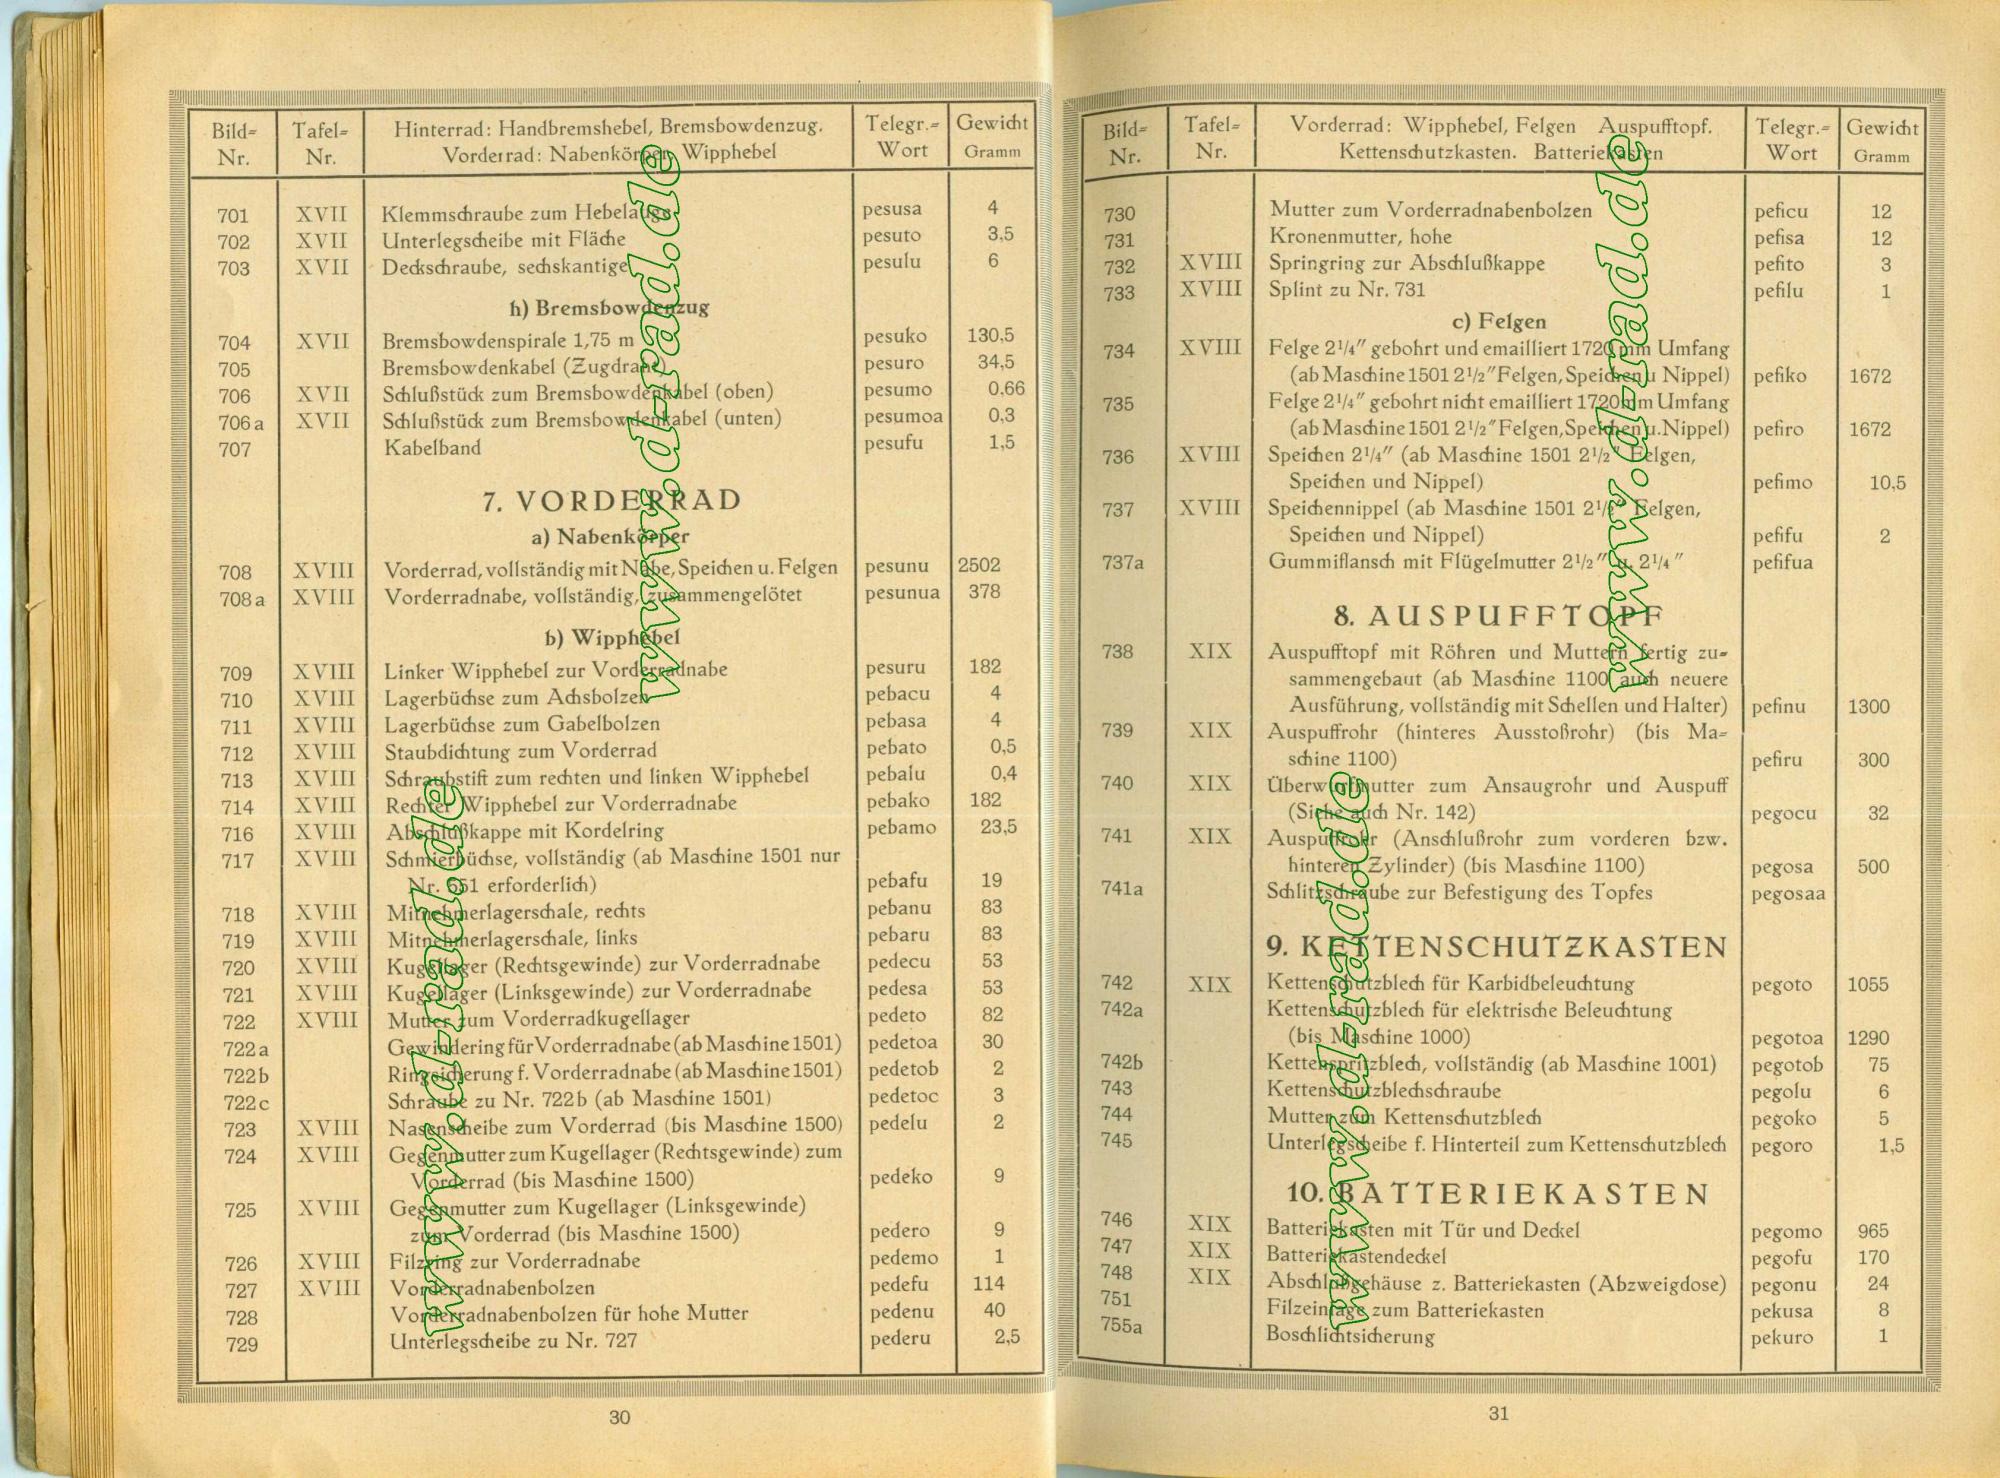 Bild= Tafel= Hinterrad: Handbremshebel, Bremsbowdenzug. Telegr.= Gewicht
Nr. Nr. Vorderrad: Nabenkörper, Wipphebel Wort Gramm
701 XVII Klemmschraube zum Hebelauge pesusa 4
702 XVII Unterlegscheibe mit Fläche pesuto 3,5
703 XVII Deckschraube, sechskantige pesulu 6
h) Bremsbowdenzug
704 XVII Bremsbowdenspirale 1,75 m pesuko 130,5
705 Bremsbowdenkabel (Zugdraht) pesuro 34,5
706 XVII Schlußstück zum Bremsbowdenkabel (oben) pesumo 0,66
706 a XVII Schlußstück zum Bremsbowdenkabel (unten) pesumoa 0,3
707 Kabelband pesufu 1,5
7. VORDERRAD
a) Nabenkörper
708 XVIII Vorderrad, vollständig mit Nabe, Speichen u. Felgen pesunu 2502
708 a XVIII Vorderradnabe, vollständig, zusammengelötet pesunua 378
b) Wipphebel
709 XVIII Linker Wipphebel zur Vorderradnabe pesuru 182
710 XVIII Lagerbüchse zum Achsbolzen pebacu 4
711 XVIII Lagerbüchse zum Gabelbolzen pebasa 4
712 XVIII Staubdichtung zum Vorderrad pebato 0,5
713 XVIII Schraubstift zum rechten und linken Wipphebel pebalu 0,4
714 XVIII Rechter Wipphebel zur Vorderradnabe pebako 182
716 XVIII Abschlußkappe mit Kordelring pebamo 23,5
717 XVIII Schmierbüchse, vollständig (ab Maschine 1501 nur
Nr. 651 erforderlich) pebafu 19
718 XVIII Mitnehmerlagerschale, rechts pebanu 83
719 XVIII Mitnehmerlagerschale, links pebaru 83
720 XVIII Kugellager (Rechtsgewinde) zur Vorderradnabe pedecu 53
721 XVIII Kugellager (Linksgewinde) zur Vorderradnabe pedesa 53
722 XVIII Mutter zum Vorderradkugellager pedeto 82
722 a Gewindering für Vorderradnabe (ab Maschine 1501) pedetoa 30
722 b Ringsicherung f. Vorderradnabe (ab Maschine 1501) pedetob 2
722 c Schraube zu Nr. 722 b (ab Maschine 1501) pedetoc 3
723 XVIII Nasenscheibe zum Vorderrad (bis Maschine 1500) pedelu 2
724 XVIII Gegenmutter zum Kugellager (Rechtsgewinde) zum
Vorderrad (bis Maschine 1500) pedeko 9
725 XVIII Gegenmutter zum Kugellager (Linksgewinde)
zum Vorderrad (bis Maschine 1500) pedero 9
726 XVIII Filzring zur Vorderradnabe pedemo 1
727 XVIII Vorderradnabenbolzen pedefu 114
728 Vorderradnabenbolzen für hohe Mutter pedenu 40
729 Unterlegscheibe zu Nr. 727 pederu 2,5
30
www.d-rad.de
www.d-rad.de
Bild= Tafel= Vorderrad: Wipphebel, Felgen Auspufftopf. Telegr.= Gewicht
Nr. Nr. Kettenschutzkasten. Batteriekasten Wort Gramm
730 Mutter zum Vorderradnabenbolzen peficu 12
731 Kronenmutter, hohe pefisa 12
732 XVIII Springring zur Abschlußkappe pefito 3
733 XVIII Splint zu Nr. 731 pefilu 1
c) Felgen
734 XVIII Felge 2¹/₄" gebohrt und emailliert 1720 mm Umfang
(ab Maschine 1501 2¹/₂" Felgen, Speichen u Nippel) pefiko 1672
735 Felge 2¹/₄" gebohrt nicht emailliert 1720 mm Umfang
(ab Maschine 1501 2¹/₂" Felgen, Speichen u. Nippel) pefiro 1672
736 XVIII Speichen 2¹/₄" (ab Maschine 1501 2¹/₂" Felgen,
Speichen und Nippel) pefimo 10,5
737 XVIII Speichennippel (ab Maschine 1501 2¹/₂" Felgen,
Speichen und Nippel) pefifu 2
737a Gummiflansch mit Flügelmutter 2¹/₂" u. 2¹/₄" pefifua
8. AUSPUFFTOPF
738 XIX Auspufftopf mit Röhren und Muttern fertig zu=
sammengebaut (ab Maschine 1100 auch neuere
Ausführung, vollständig mit Schellen und Halter) pefinu 1300
739 XIX Auspuffrohr (hinteres Ausstoßrohr) (bis Ma=
schine 1100) pefiru 300
740 XIX Überwurfmutter zum Ansaugrohr und Auspuff
(Siehe auch Nr. 142) pegocu 32
741 XIX Auspuffrohr (Anschlußrohr zum vorderen bzw.
hinteren Zylinder) (bis Maschine 1100) pegosa 500
741a Schlitzschraube zur Befestigung des Topfes pegosaa
9. KETTENSCHUTZKASTEN
742 XIX Kettenschutzblech für Karbidbeleuchtung pegoto 1055
742a Kettenschutzblech für elektrische Beleuchtung
(bis Maschine 1000) pegotoa 1290
742b Kettenspritzblech, vollständig (ab Maschine 1001) pegotob 75
743 Kettenschutzblechschraube pegolu 6
744 Mutter zum Kettenschutzblech pegoko 5
745 Unterlegscheibe f. Hinterteil zum Kettenschutzblech pegoro 1,5
10. BATTERIEKASTEN
746 XIX Batteriekasten mit Tür und Deckel pegomo 965
747 XIX Batteriekastendeckel pegofu 170
748 XIX Abschlußgehäuse z. Batteriekasten (Abzweigdose) pegonu 24
751 Filzeinlage zum Batteriekasten pekusa 8
755a Boschlichtsicherung pekuro 1
31
www.d-rad.de
www.d-rad.de